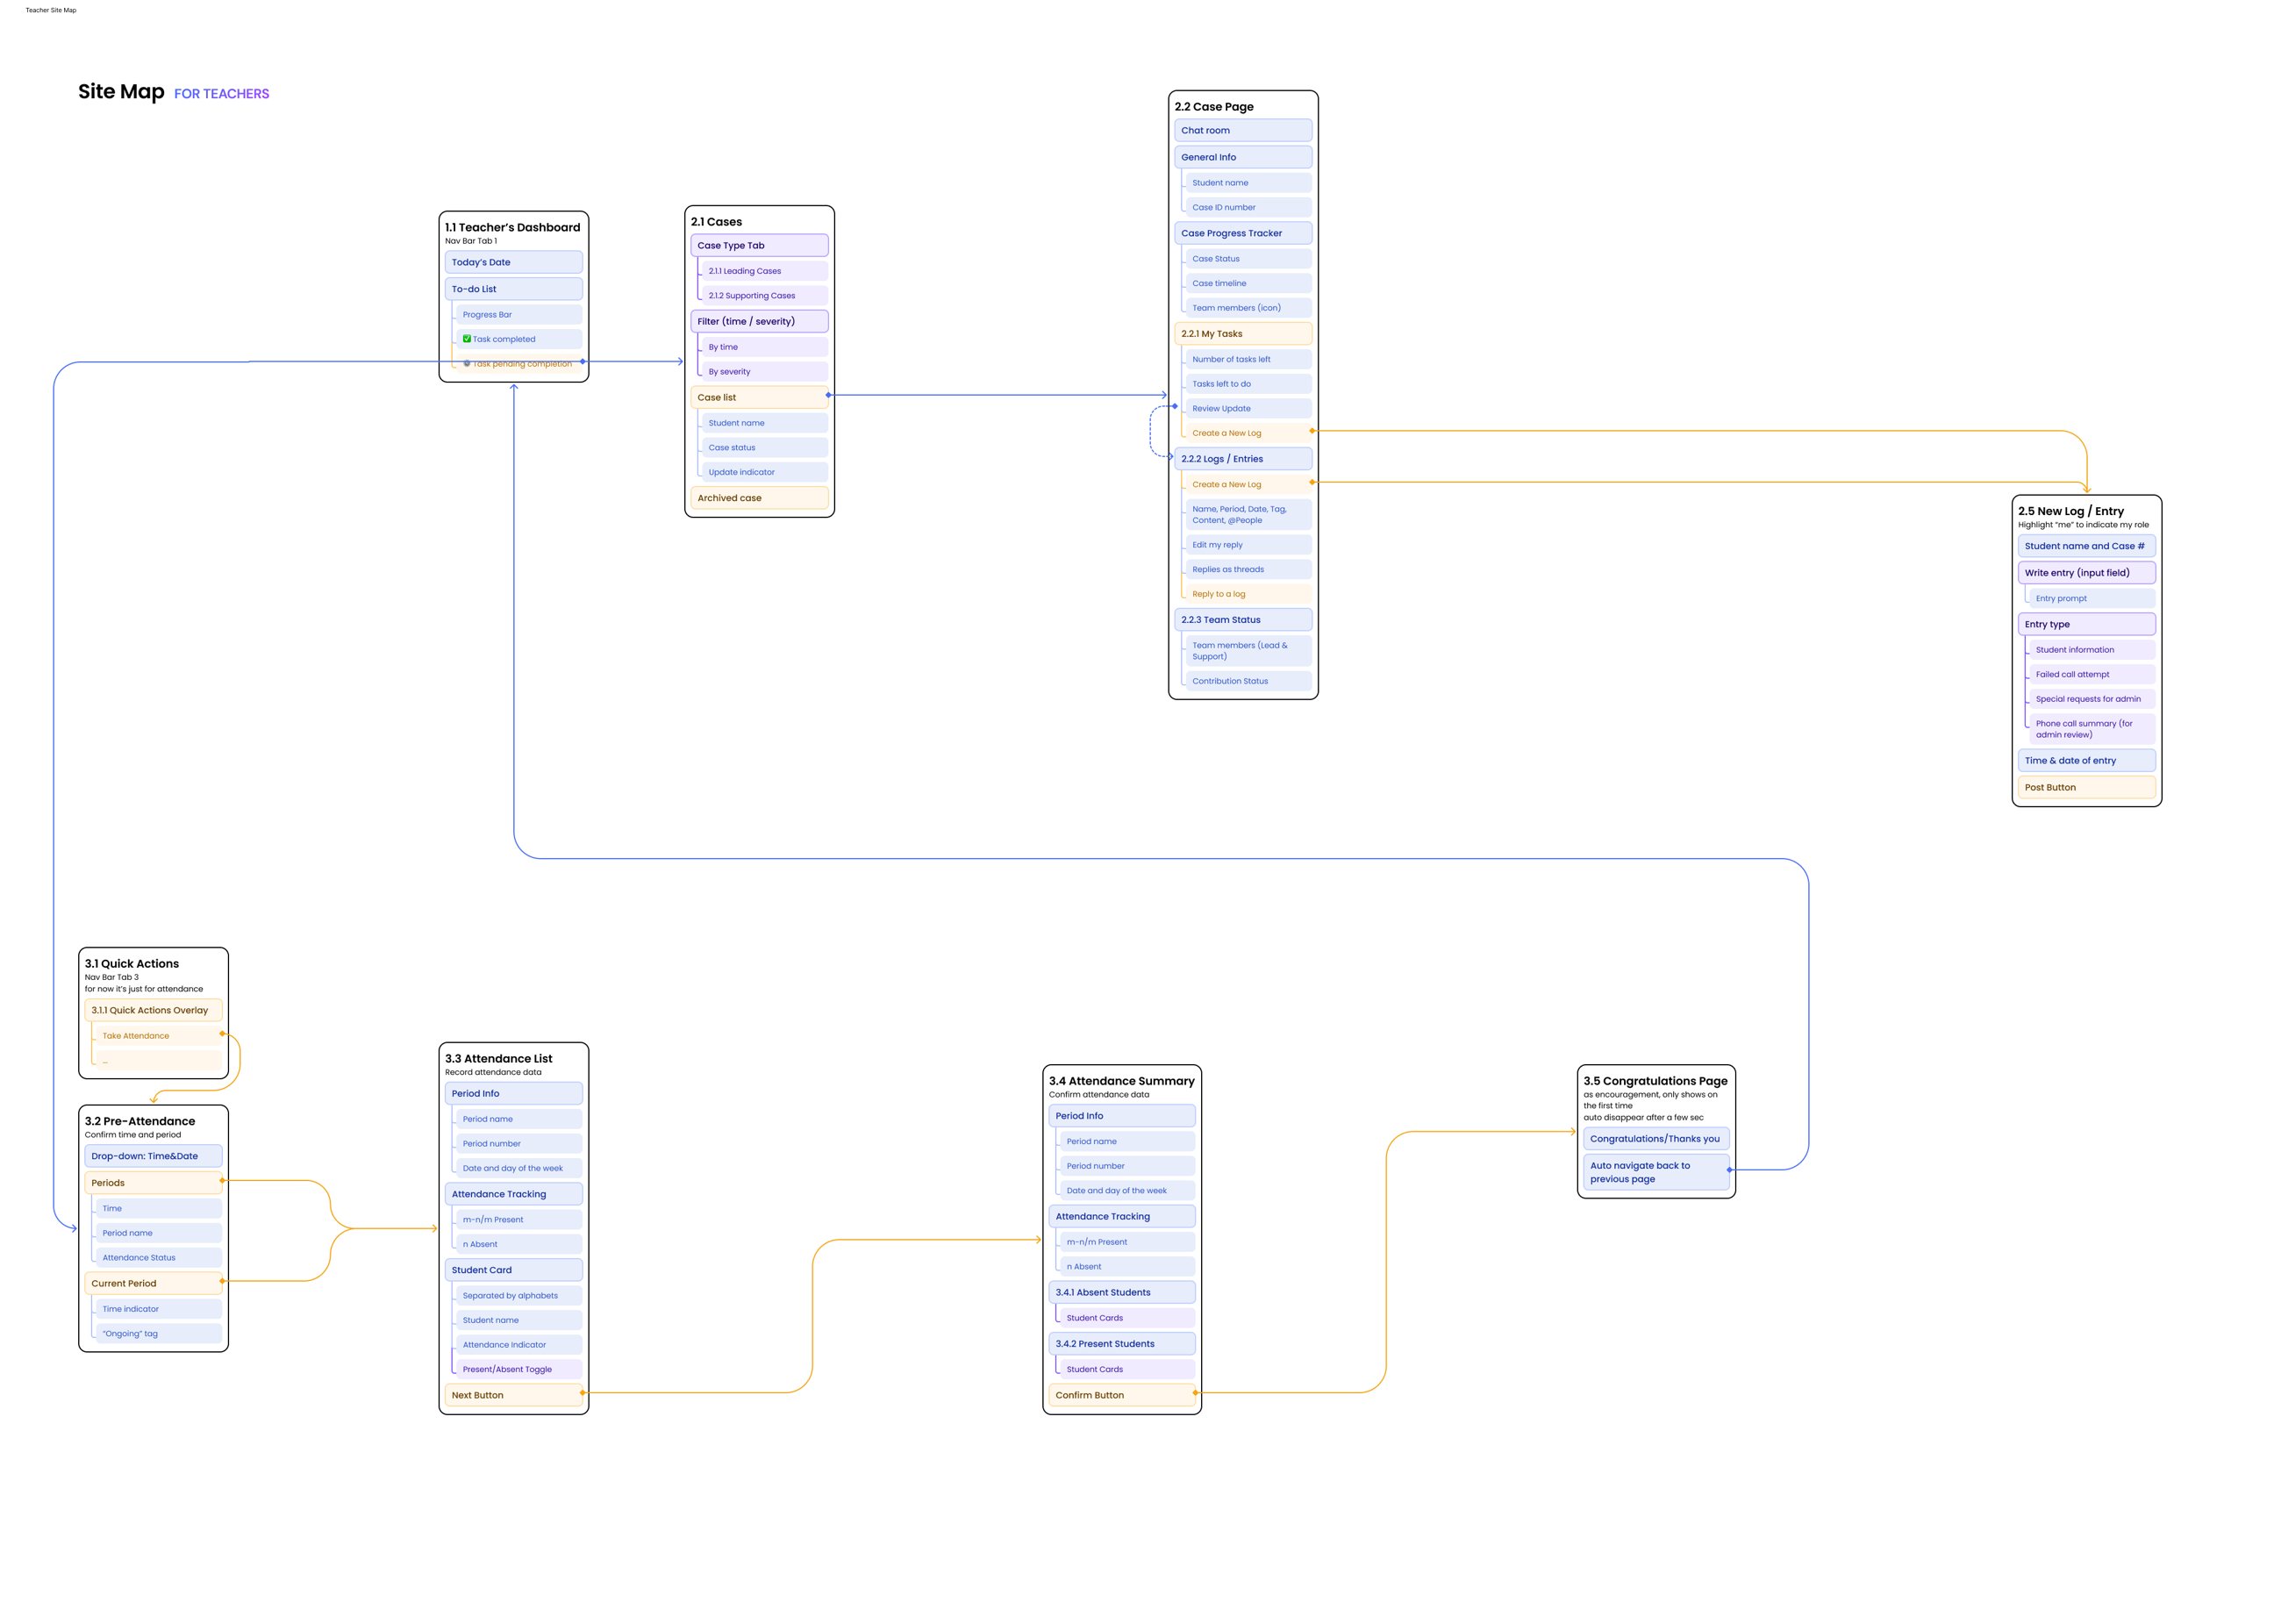 Teacher Site Map
Site Map FOR TEACHERS
1.1 Teacher’s Dashboard
Nav Bar Tab 1
Today’s Date
To-do List
Progress Bar
✅ Task completed
Task pending completion
2.1 Cases
Case Type Tab
2.1.1 Leading Cases
2.1.2 Supporting Cases
Filter (time / severity)
By time
By severity
Case list
Student name
Case status
Update indicator
Archived case
2.2 Case Page
Chat room
General Info
Student name
Case ID number
Case Progress Tracker
Case Status
Case timeline
Team members (icon)
2.2.1 My Tasks
Number of tasks left
Tasks left to do
Review Update
Create a New Log
2.2.2 Logs / Entries
Create a New Log
Name, Period, Date, Tag,
Content, @People
Edit my reply
Replies as threads
Reply to a log
2.2.3 Team Status
Team members (Lead &
Support)
Contribution Status
2.5 New Log / Entry
Highlight “me” to indicate my role
Student name and Case #
Write entry (input field)
Entry prompt
Entry type
Student information
Failed call attempt
Special requests for admin
Phone call summary (for
admin review)
Time & date of entry
Post Button
3.1 Quick Actions
Nav Bar Tab 3
for now it’s just for attendance
3.1.1 Quick Actions Overlay
Take Attendance
...
3.2 Pre-Attendance
Confirm time and period
Drop-down: Time&Date
Periods
Time
Period name
Attendance Status
Current Period
Time indicator
“Ongoing” tag
3.3 Attendance List
Record attendance data
Period Info
Period name
Period number
Date and day of the week
Attendance Tracking
m-n/m Present
n Absent
Student Card
Separated by alphabets
Student name
Attendance Indicator
Present/Absent Toggle
Next Button
3.4 Attendance Summary
Confirm attendance data
Period Info
Period name
Period number
Date and day of the week
Attendance Tracking
m-n/m Present
n Absent
3.4.1 Absent Students
Student Cards
3.4.2 Present Students
Student Cards
Confirm Button
3.5 Congratulations Page
as encouragement, only shows on
the first time
auto disappear after a few sec
Congratulations/Thanks you
Auto navigate back to
previous page